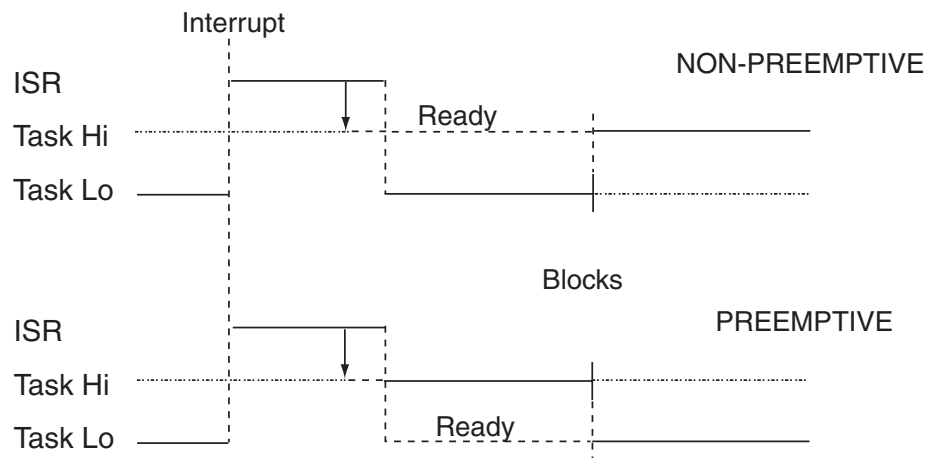 Interrupt
NON-PREEMPTIVE
ISR
Ready
Task Hi
Task Lo
Blocks
PREEMPTIVE
ISR
Task Hi
Ready
Task Lo